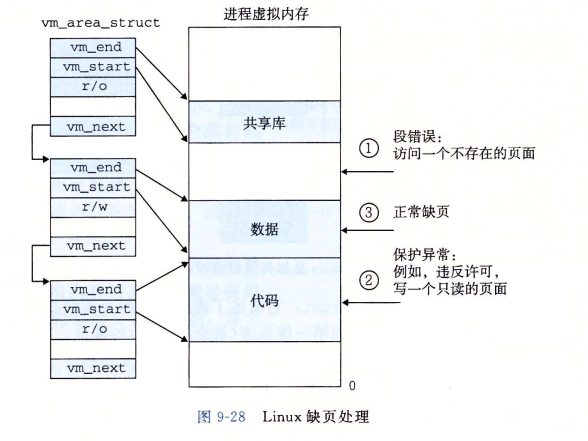 进程虚拟内存
vm_area_struct
vm_end
vm_start
r/o
vm_next
共享库
① 段错误:
访问一个不存在的页面
vm_end
vm_start
r/w
vm_next
数据
③ 正常缺页
vm_end
vm_start
r/o
vm_next
代码
② 保护异常:
例如,违反许可,
写一个只读的页面
0
图 9-28 Linux 缺页处理